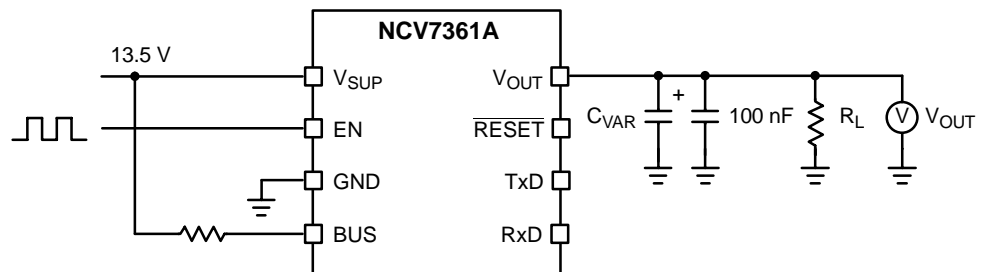 NCV7361A
13.5 V
V_SUP
V_OUT
EN
RESET
C_VAR
+
100 nF
R_L
V
V_OUT
GND
TxD
BUS
RxD